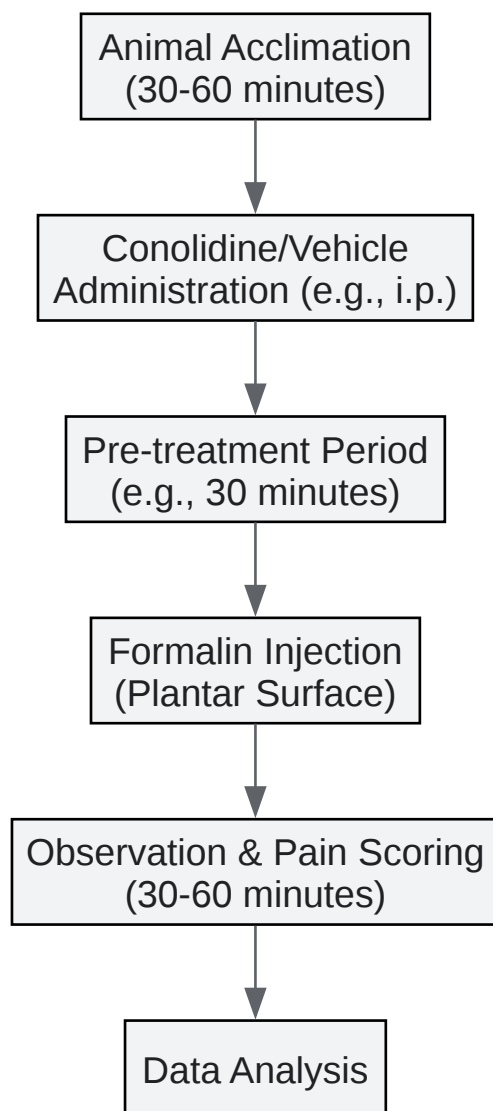 Animal Acclimation
(30-60 minutes)
Conolidine/Vehicle
Administration (e.g., i.p.)
Pre-treatment Period
(e.g., 30 minutes)
Formalin Injection
(Plantar Surface)
Observation & Pain Scoring
(30-60 minutes)
Data Analysis